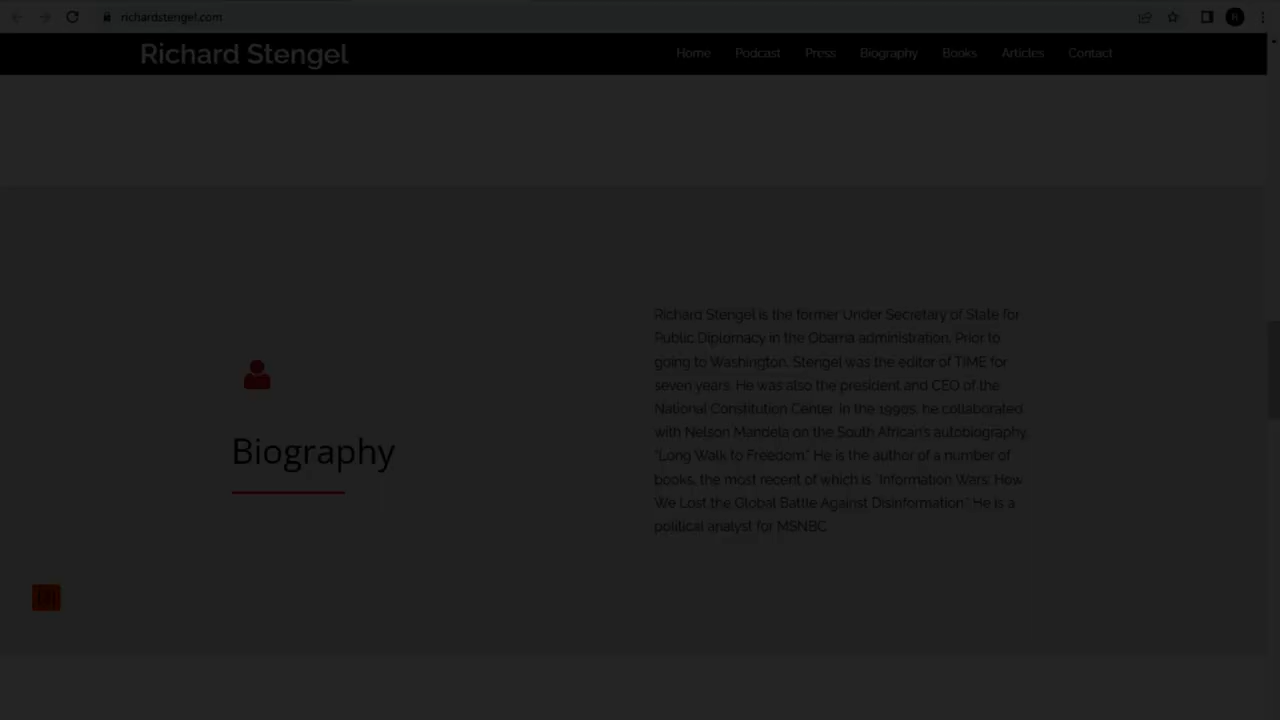 richardstengel.com
Richard Stengel
Home Podcast Press Biography Books Articles Contact
Richard Stengel is the former Under Secretary of State for
Public Diplomacy in the Obama administration. Prior to
going to Washington, Stengel was the editor of TIME for
seven years. He was also the president and CEO of the
National Constitution Center. In the 1990s, he collaborated
with Nelson Mandela on the South African's autobiography,
"Long Walk to Freedom." He is the author of a number of
books, the most recent of which is "Information Wars: How
We Lost the Global Battle Against Disinformation." He is a
political analyst for MSNBC.
Biography